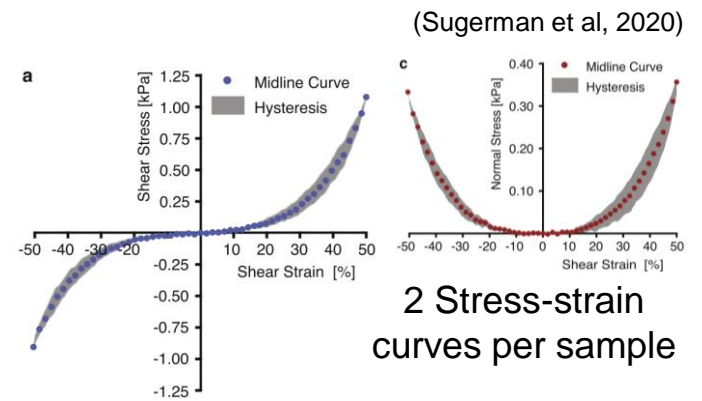 (Sugerman et al, 2020)
a
Shear Stress [kPa]
1.25
1.00
0.75
0.50
0.25
-0.25
-0.50
-0.75
-1.00
-1.25
Midline Curve
Hysteresis
-50 -40 -30 -20 10 20 30 40 50
Shear Strain [%]
c
Normal Stress [kPa]
0.40
0.30
0.20
0.10
Midline Curve
Hysteresis
-50 -40 -30 -20 -10 0 10 20 30 40 50
Shear Strain [%]
2 Stress-strain
curves per sample